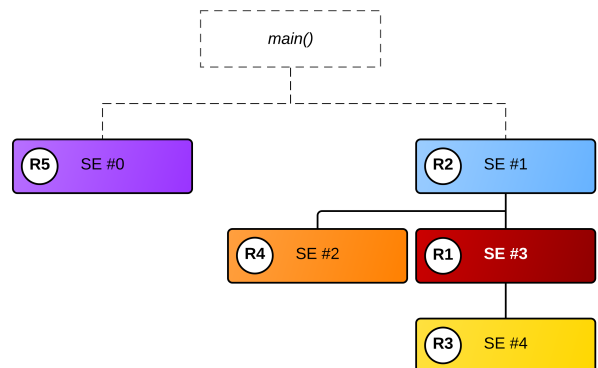 main()
R5 SE #0
R2 SE #1
R4 SE #2
R1 SE #3
R3 SE #4